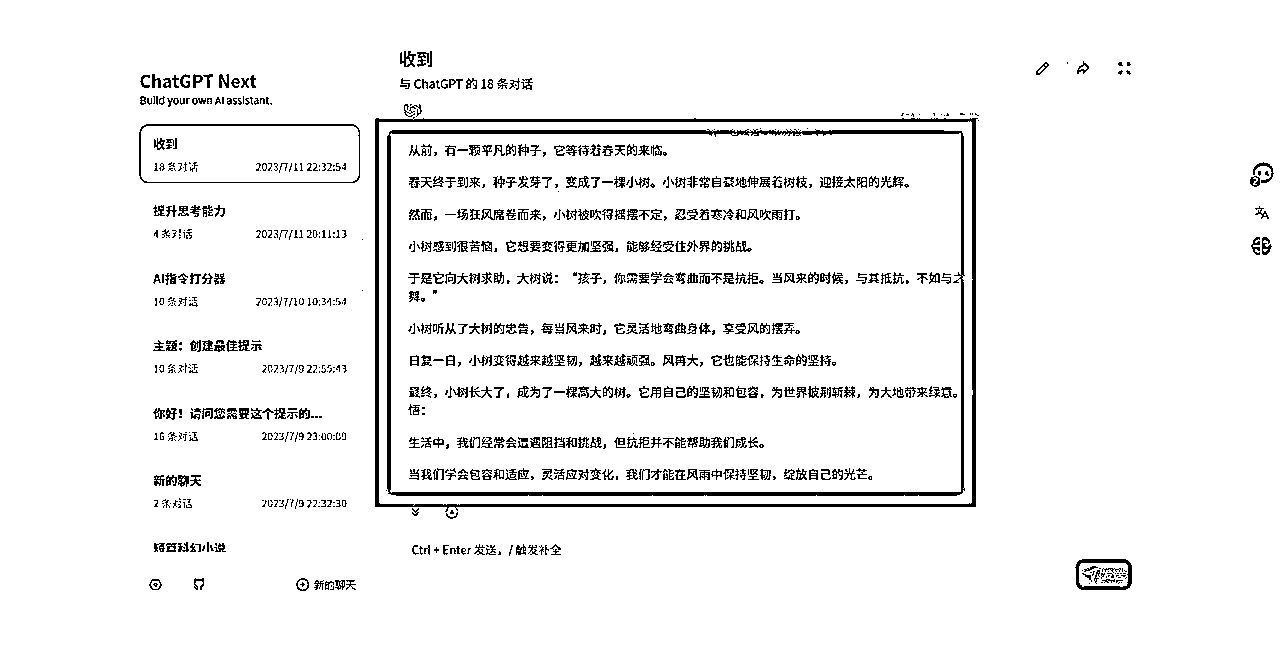 收到
与 ChatGPT 的 18 条对话
ChatGPT Next
Build your own AI assistant.
收到
18 条对话 2023/7/11 22:32:54
提升思考能力
4 条对话 2023/7/11 20:11:13
AI指令打分器
10 条对话 2023/7/10 10:34:54
主题：创建最佳提示
10 条对话 2023/7/9 22:55:43
你好！请问您需要这个提示的...
16 条对话 2023/7/9 23:00:09
新的聊天
2 条对话 2023/7/9 22:32:30
短篇科幻小说
新的聊天
从前，有一颗平凡的种子，它等待着春天的来临。
春天终于到来，种子发芽了，变成了一棵小树。小树非常自豪地伸展着树枝，迎接太阳的光辉。
然而，一场狂风席卷而来，小树被吹得摇摆不定，忍受着寒冷和风吹雨打。
小树感到很苦恼，它想要变得更加坚强，能够经受住外界的挑战。
于是它向大树求助，大树说：“孩子，你需要学会弯曲而不是抗拒。当风来的时候，与其抵抗，不如与之
舞。”
小树听从了大树的忠告，每当风来时，它灵活地弯曲身体，享受风的摆弄。
日复一日，小树变得越来越坚韧，越来越顽强。风再大，它也能保持生命的坚持。
最终，小树长大了，成为了一棵高大的树。它用自己的坚韧和包容，为世界披荆斩棘，为大地带来绿意。
悟：
生活中，我们经常会遭遇阻挡和挑战，但抗拒并不能帮助我们成长。
当我们学会包容和适应，灵活应对变化，我们才能在风雨中保持坚韧，绽放自己的光芒。
Ctrl + Enter 发送，/ 触发补全